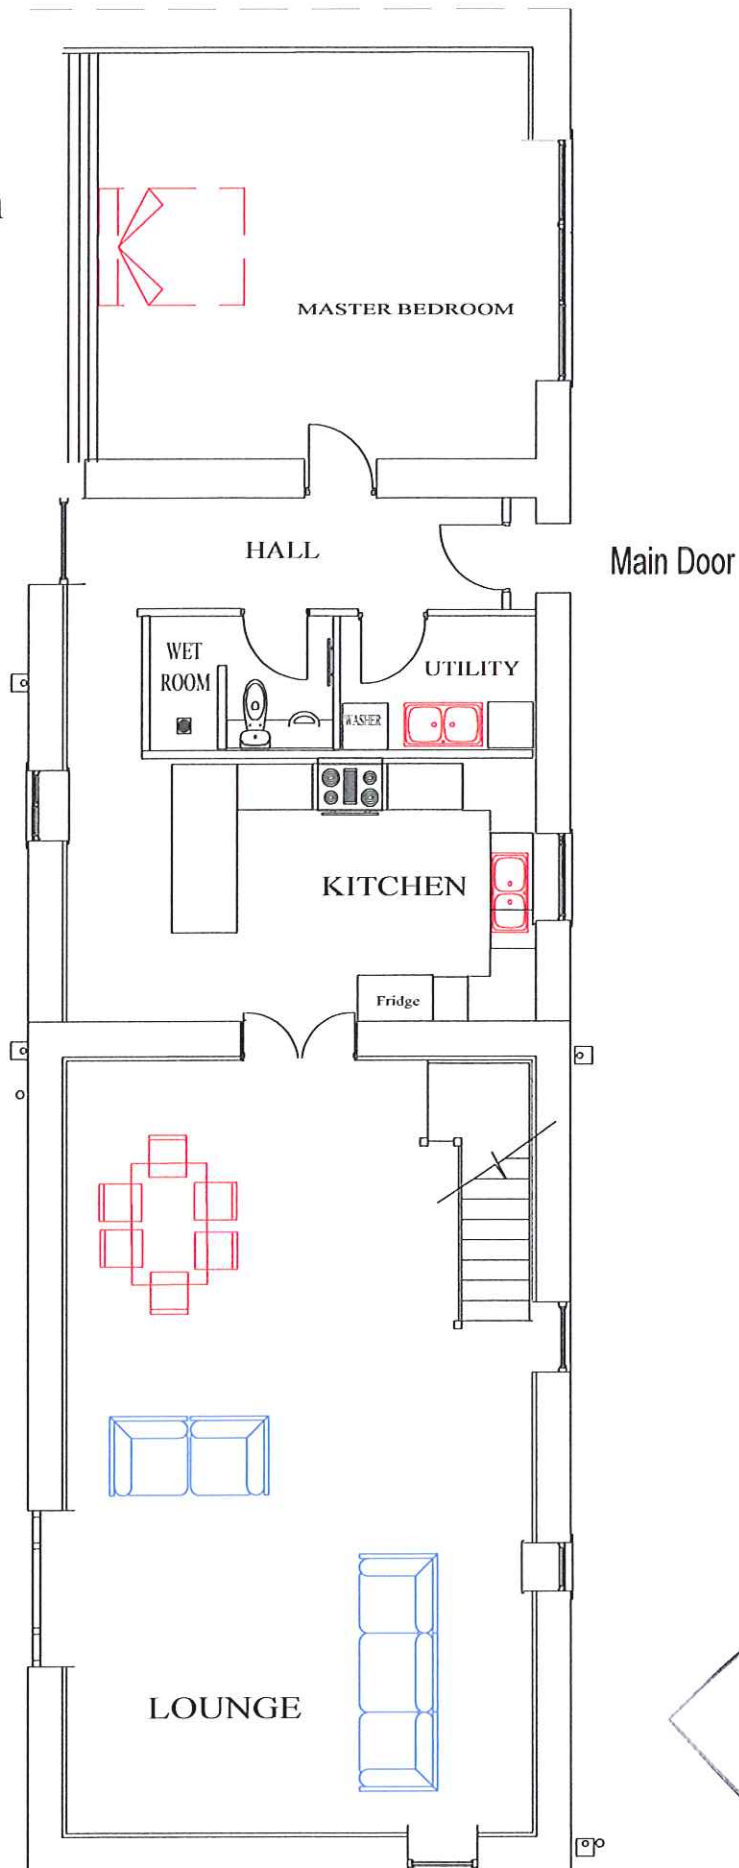 MASTER BEDROOM
HALL
Main Door
WET
ROOM
UTILITY
WASHER
KITCHEN
Fridge
LOUNGE